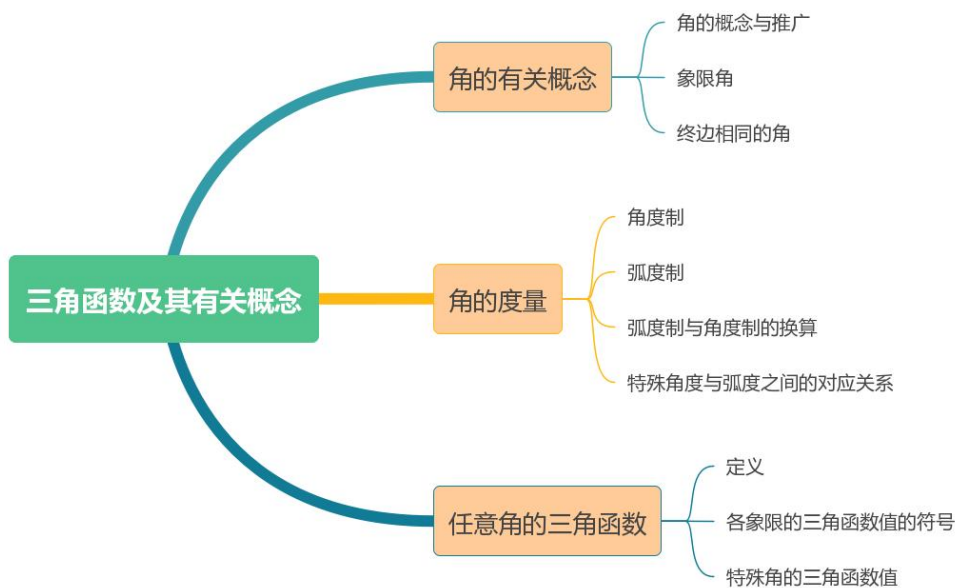 三角函数及其有关概念
角的有关概念
角的概念与推广
象限角
终边相同的角
角的度量
角度制
弧度制
弧度制与角度制的换算
特殊角度与弧度之间的对应关系
任意角的三角函数
定义
各象限的三角函数值的符号
特殊角的三角函数值